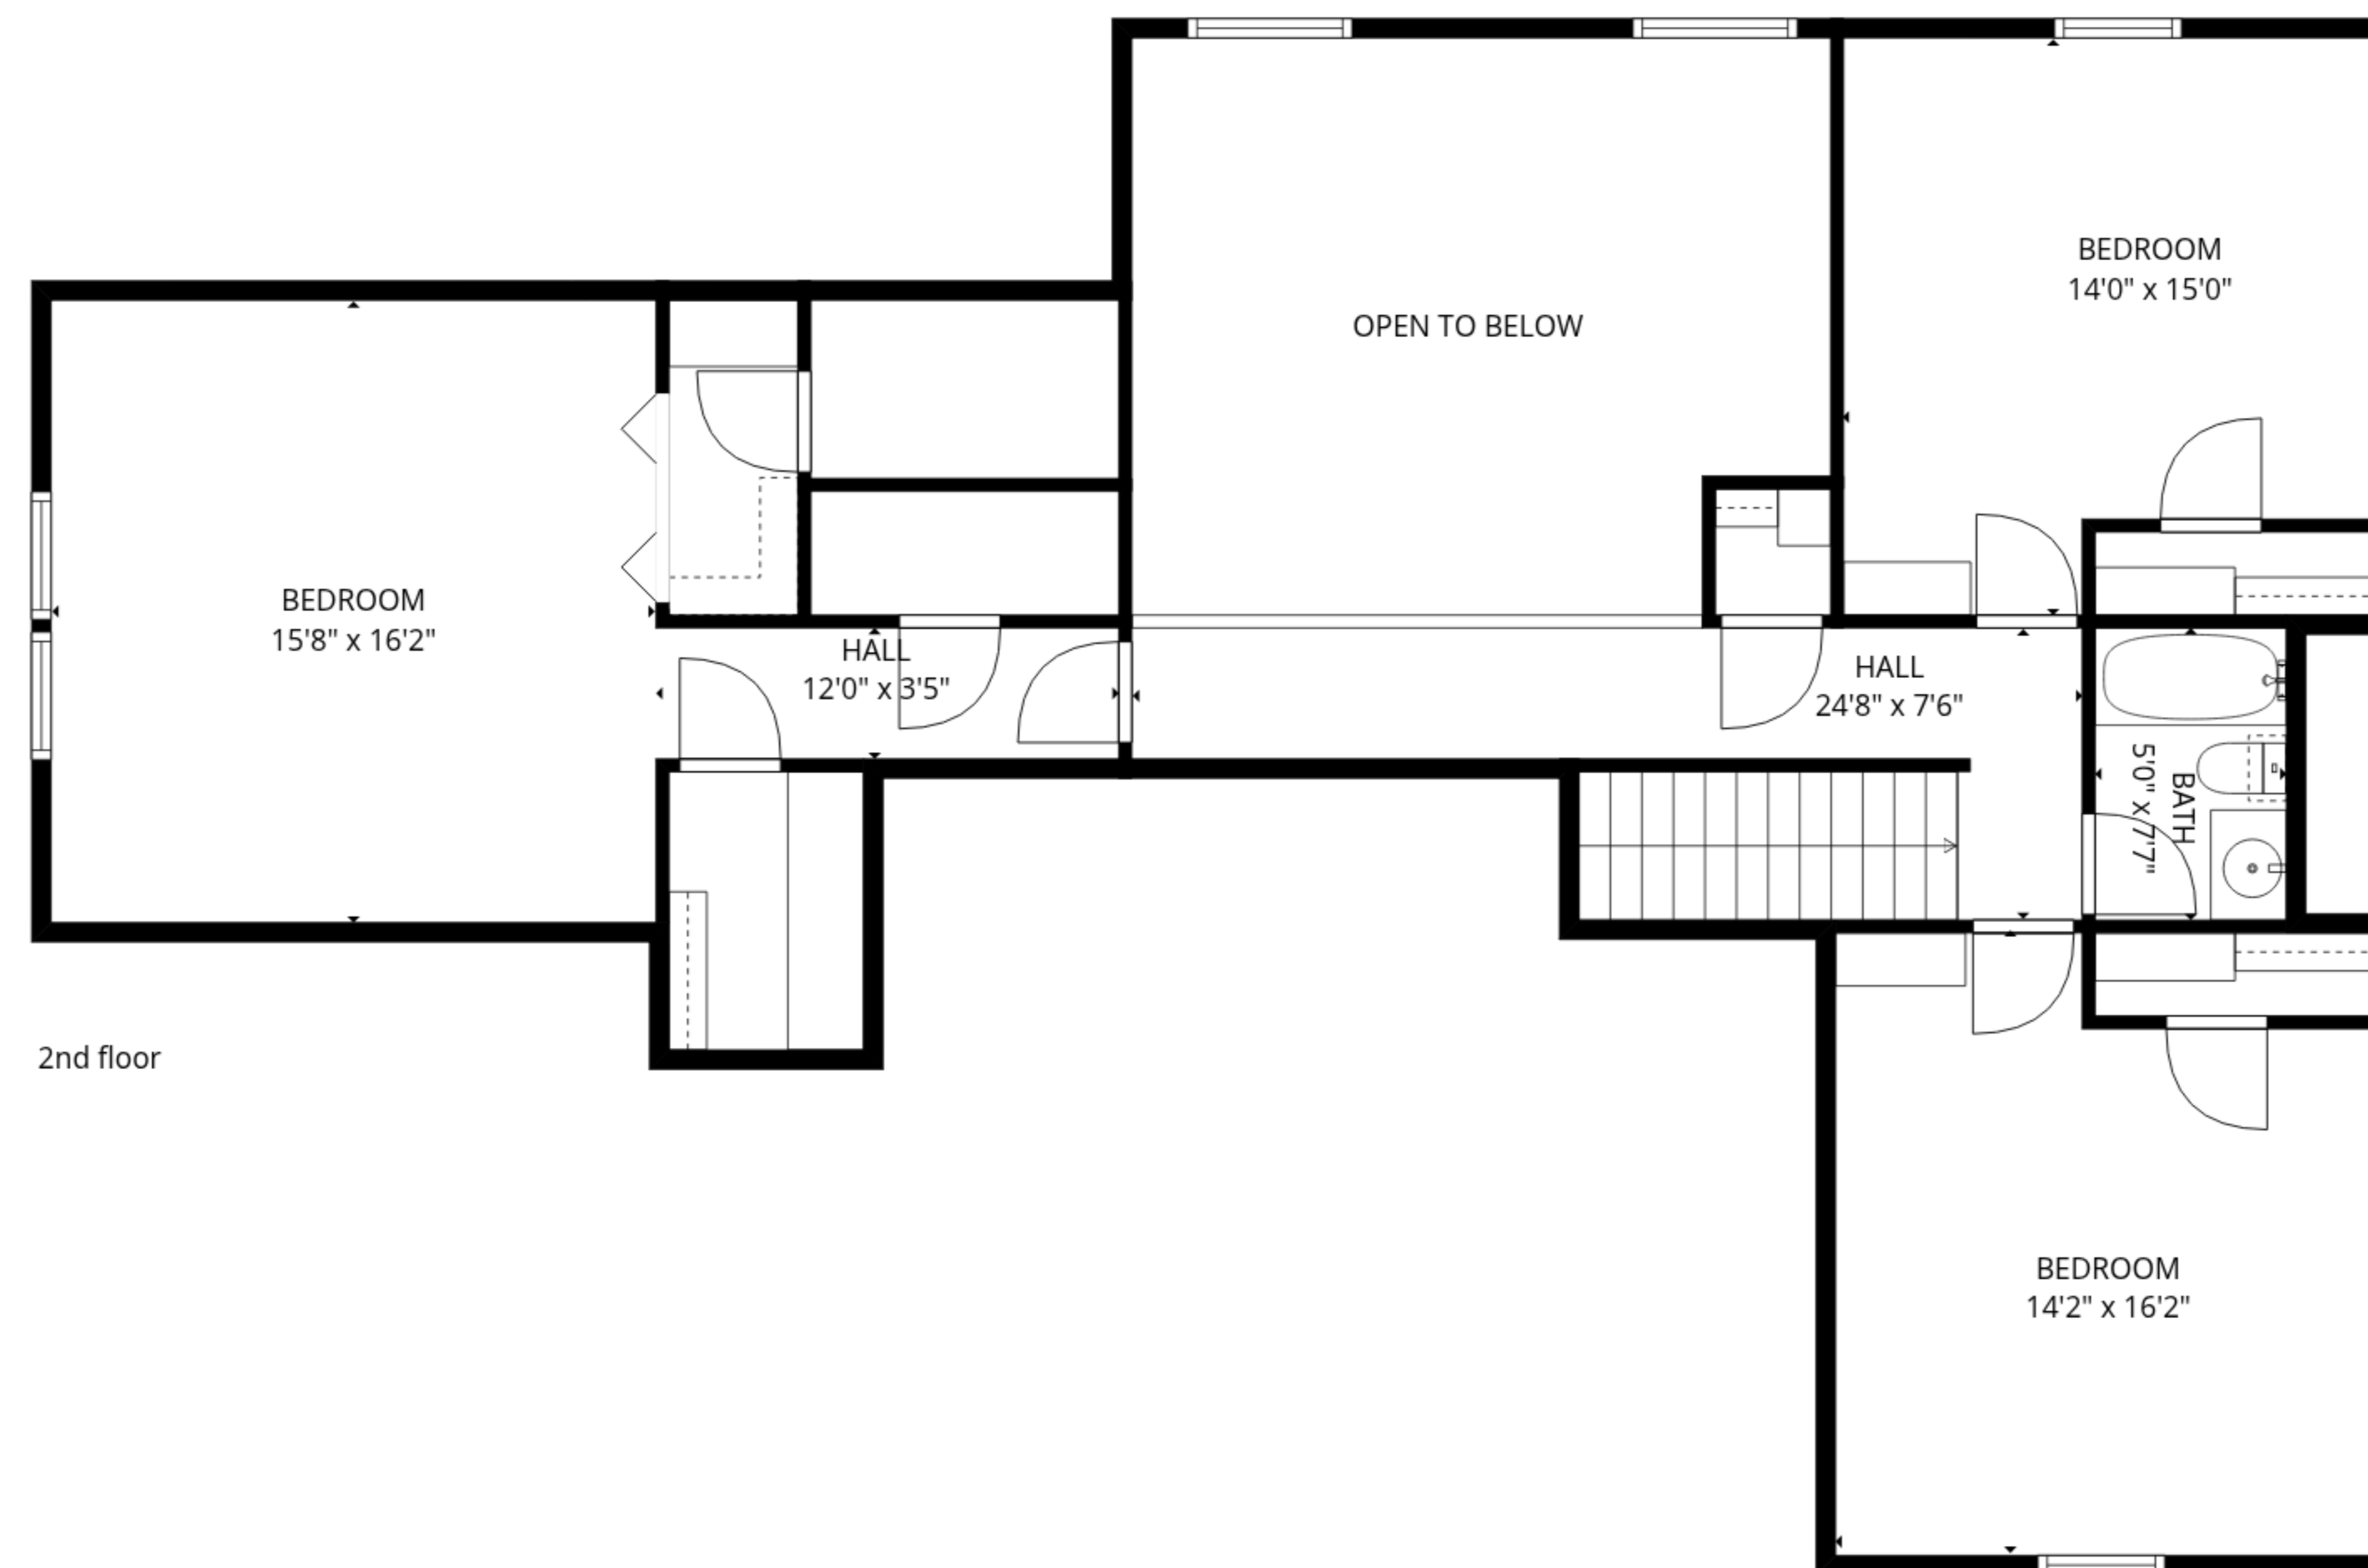 BEDROOM
14'0" x 15'0"
OPEN TO BELOW
BEDROOM
15'8" x 16'2"
HALL
12'0" x 3'5"
HALL
24'8" x 7'6"
BATH
5'0" x 7'7"
2nd floor
BEDROOM
14'2" x 16'2"